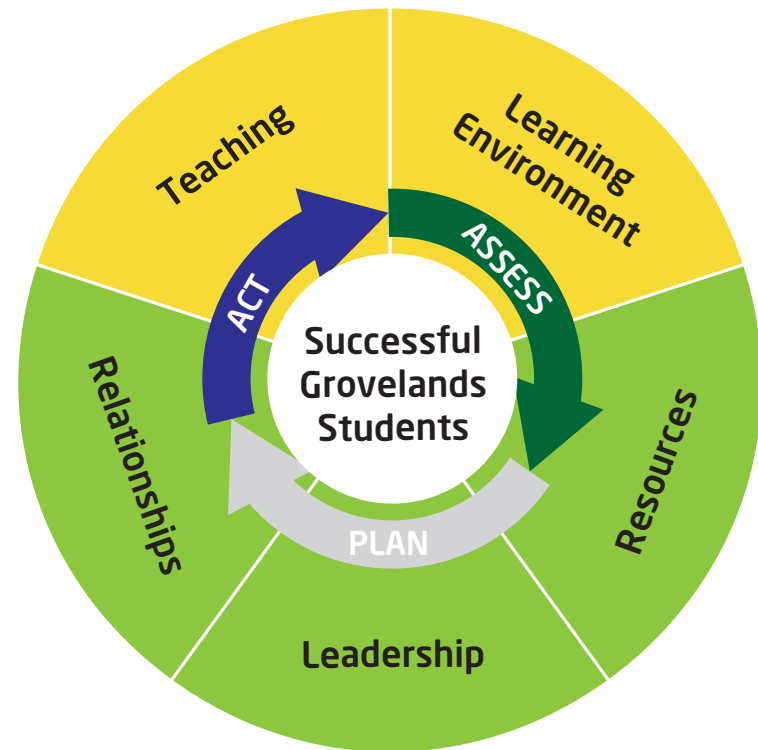 Teaching
Learning
Environment
ACT
ASSESS
Successful
Grovelands
Students
Relationships
Resources
PLAN
Leadership